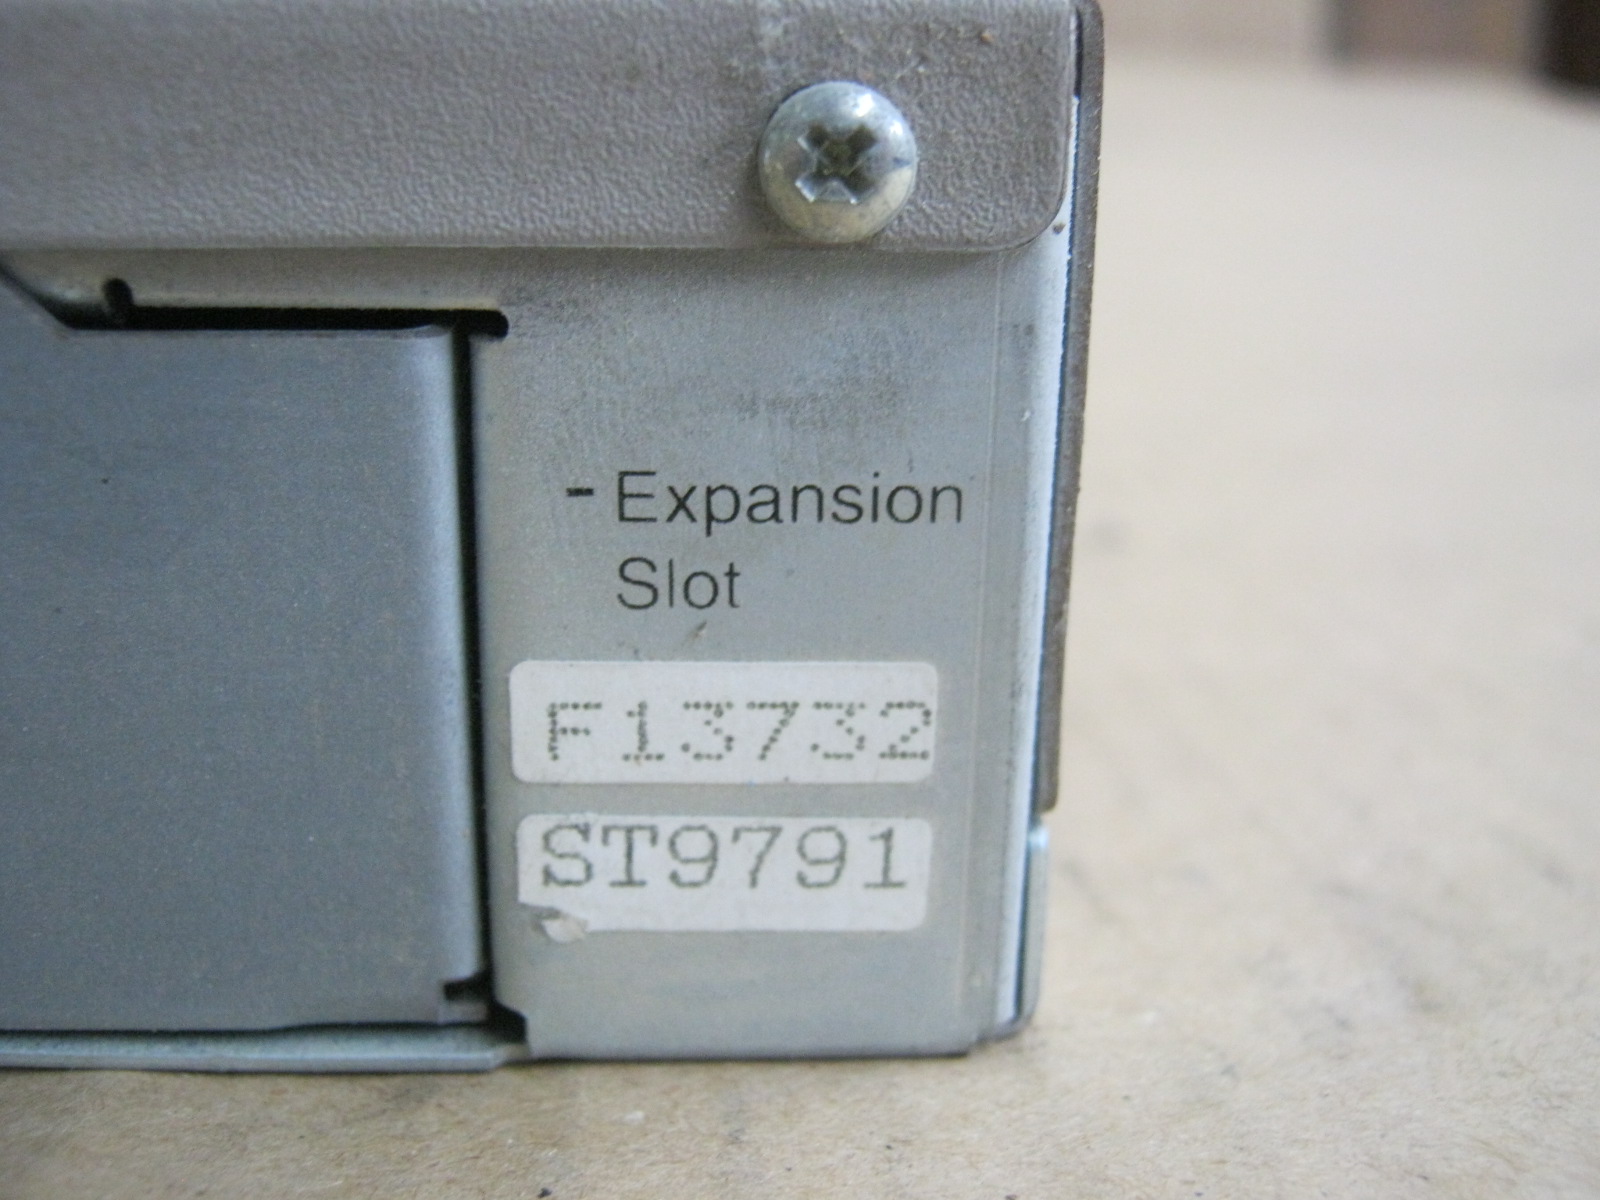 - Expansion
Slot
F13732
ST9791